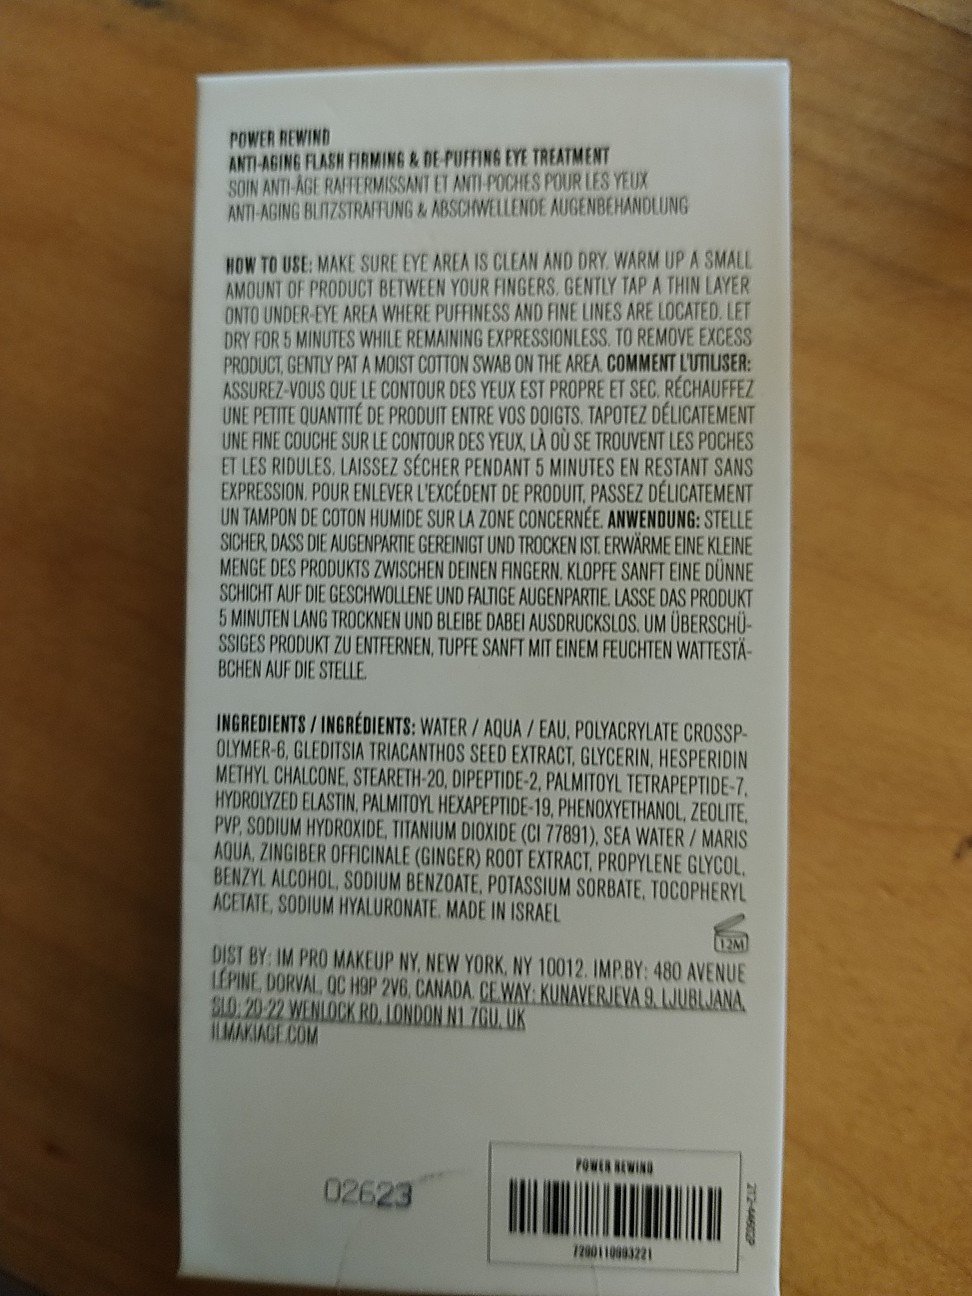 POWER REWIND
ANTI-AGING FLASH FIRMING & DE-PUFFING EYE TREATMENT
SOIN ANTI-ÂGE RAFFERMISSANT ET ANTI-POCHES POUR LES YEUX
ANTI-AGING BLITZSTRAFFUNG & ABSCHWELLENDE AUGENBEHANDLUNG
HOW TO USE: MAKE SURE EYE AREA IS CLEAN AND DRY. WARM UP A SMALL
AMOUNT OF PRODUCT BETWEEN YOUR FINGERS. GENTLY TAP A THIN LAYER
ONTO UNDER-EYE AREA WHERE PUFFINESS AND FINE LINES ARE LOCATED. LET
DRY FOR 5 MINUTES WHILE REMAINING EXPRESSIONLESS. TO REMOVE EXCESS
PRODUCT, GENTLY PAT A MOIST COTTON SWAB ON THE AREA. COMMENT L'UTILISER:
ASSUREZ-VOUS QUE LE CONTOUR DES YEUX EST PROPRE ET SEC. RÉCHAUFFEZ
UNE PETITE QUANTITÉ DE PRODUIT ENTRE VOS DOIGTS. TAPOTEZ DÉLICATEMENT
UNE FINE COUCHE SUR LE CONTOUR DES YEUX, LÀ OÙ SE TROUVENT LES POCHES
ET LES RIDULES. LAISSEZ SÉCHER PENDANT 5 MINUTES EN RESTANT SANS
EXPRESSION. POUR ENLEVER L'EXCÉDENT DE PRODUIT, PASSEZ DÉLICATEMENT
UN TAMPON DE COTON HUMIDE SUR LA ZONE CONCERNÉE. ANWENDUNG: STELLE
SICHER, DASS DIE AUGENPARTIE GEREINIGT UND TROCKEN IST. ERWÄRME EINE KLEINE
MENGE DES PRODUKTS ZWISCHEN DEINEN FINGERN. KLOPFE SANFT EINE DÜNNE
SCHICHT AUF DIE GESCHWOLLENE UND FALTIGE AUGENPARTIE. LASSE DAS PRODUKT
5 MINUTEN LANG TROCKNEN UND BLEIBE DABEI AUSDRUCKSLOS. UM ÜBERSCHÜ-
SSIGES PRODUKT ZU ENTFERNEN, TUPFE SANFT MIT EINEM FEUCHTEN WATTESTÄ-
BCHEN AUF DIE STELLE.
INGREDIENTS / INGRÉDIENTS: WATER / AQUA / EAU, POLYACRYLATE CROSSP-
OLYMER-6, GLEDITSIA TRIACANTHOS SEED EXTRACT, GLYCERIN, HESPERIDIN
METHYL CHALCONE, STEARETH-20, DIPEPTIDE-2, PALMITOYL TETRAPEPTIDE-7,
HYDROLYZED ELASTIN, PALMITOYL HEXAPEPTIDE-19, PHENOXYETHANOL, ZEOLITE,
PVP, SODIUM HYDROXIDE, TITANIUM DIOXIDE (CI 77891), SEA WATER / MARIS
AQUA, ZINGIBER OFFICINALE (GINGER) ROOT EXTRACT, PROPYLENE GLYCOL,
BENZYL ALCOHOL, SODIUM BENZOATE, POTASSIUM SORBATE, TOCOPHERYL
ACETATE, SODIUM HYALURONATE. MADE IN ISRAEL
12M
DIST BY: IM PRO MAKEUP NY, NEW YORK, NY 10012. IMP.BY: 480 AVENUE
LÉPINE, DORVAL, QC H9P 2V6, CANADA. CE.WAY: KUNAVERJEVA 9, LJUBLJANA,
SLO; 20-22 WENLOCK RD, LONDON N1 7GU, UK
ILMAKIAGE.COM
02623
POWER REWIND
7290110993221